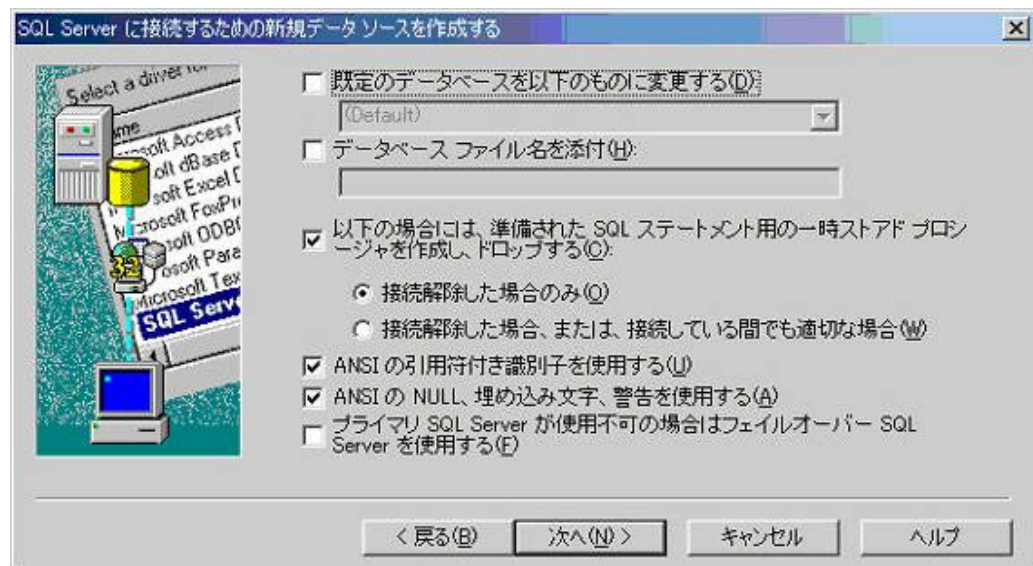 SQL Server に接続するための新規データ ソースを作成する
Select a driver for
ame
soft Access
oft dBase
soft Excel
Microsoft FoxPr
soft ODBC
osoft Para
Microsoft Tex
SQL Serv
32
既定のデータベースを以下のものに変更する(D):
(Default)
データベース ファイル名を添付(H):
以下の場合には、準備された SQL ステートメント用の一時ストアド プロシ
ージャを作成し、ドロップする(C):
接続解除した場合のみ(O)
接続解除した場合、または、接続している間でも適切な場合(W)
ANSI の引用符付き識別子を使用する(U)
ANSI の NULL、埋め込み文字、警告を使用する(A)
プライマリ SQL Server が使用不可の場合はフェイルオーバー SQL
Server を使用する(F)
< 戻る(B) 次へ(N) > キャンセル ヘルプ